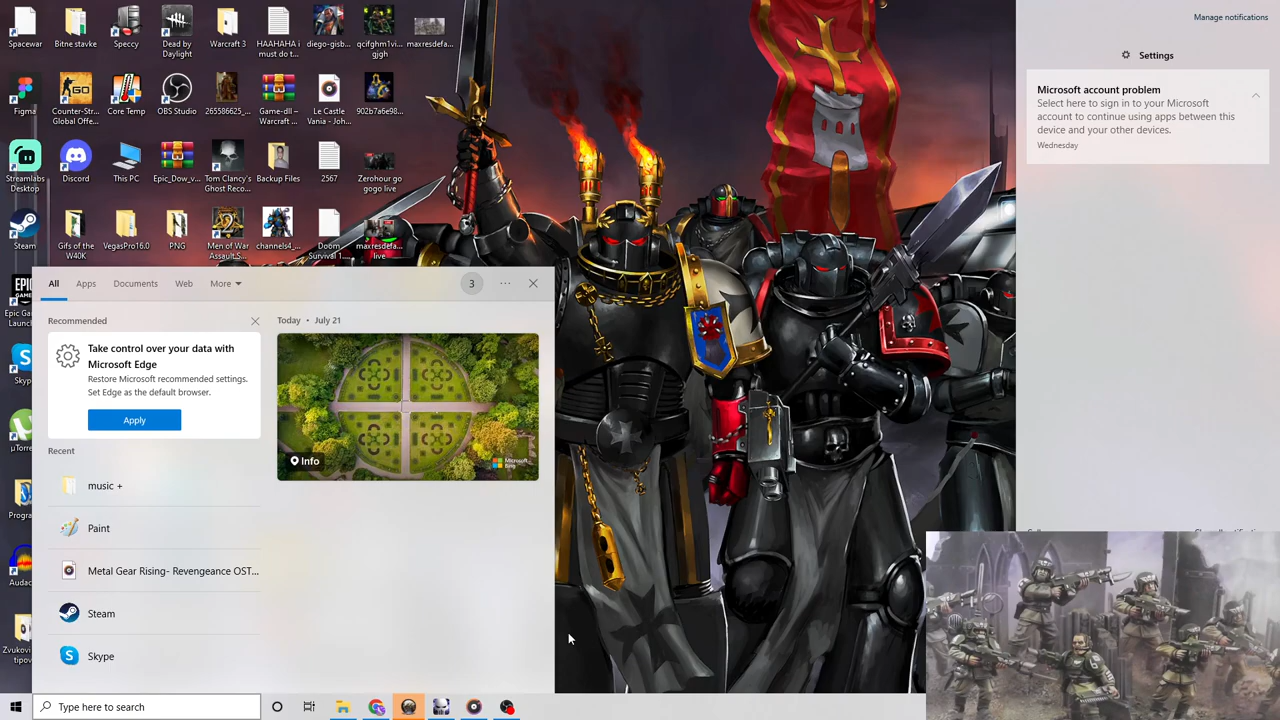 Spacewar
Bitne stavke
Speccy
Dead by
Daylight
Warcraft 3
HAAHAHA i
must do t...
diego-gisb...
qcifghm1vi...
gjgh
maxresdefa...
Figma
Counter-Str...
Global Offe...
Core Temp
OBS Studio
265586625_...
Game-dll –
Warcraft ...
Le Castle
Vania - Joh...
902b7a6e98...
Streamlabs
Desktop
Discord
This PC
Epic_Dow_v...
Tom Clancy's
Ghost Reco...
Backup Files
2567
Zerohour go
gogo live
Steam
Gifs of the
W40K
VegasPro16.0
PNG
Men of War
Assault S...
channels4_...
Doom
Survival 1....
maxresdefa...
live
Manage notifications
Settings
Microsoft account problem
Select here to sign in to your Microsoft
account to continue using apps between this
device and your other devices.
Wednesday
All
Apps
Documents
Web
More
3
Recommended
Take control over your data with
Microsoft Edge
Restore Microsoft recommended settings.
Set Edge as the default browser.
Apply
Today • July 21
Info
Microsoft
Bing
Recent
music +
Paint
Metal Gear Rising- Revengeance OST...
Steam
Skype
Type here to search